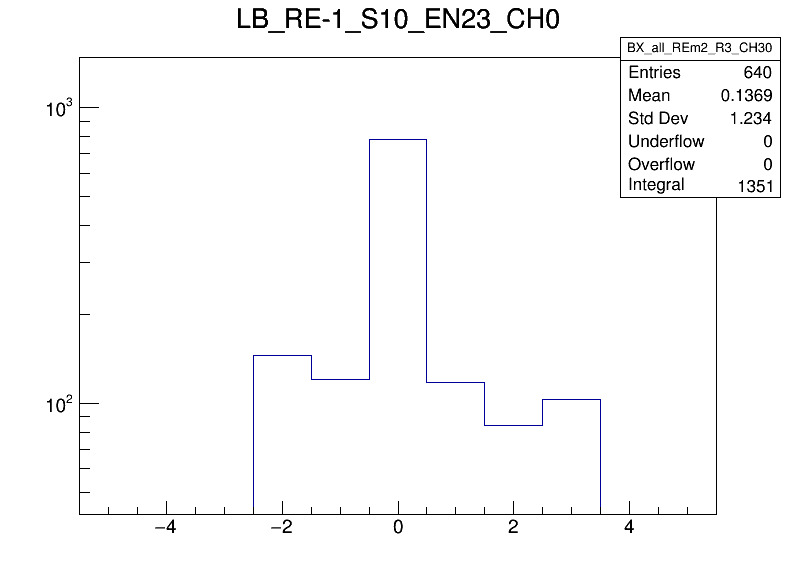 LB_RE-1_S10_EN23_CH0
BX_all_REm2_R3_CH30
Entries 640
Mean 0.1369
Std Dev 1.234
Underflow 0
Overflow 0
Integral 1351
10³
10²
−4 −2 0 2 4